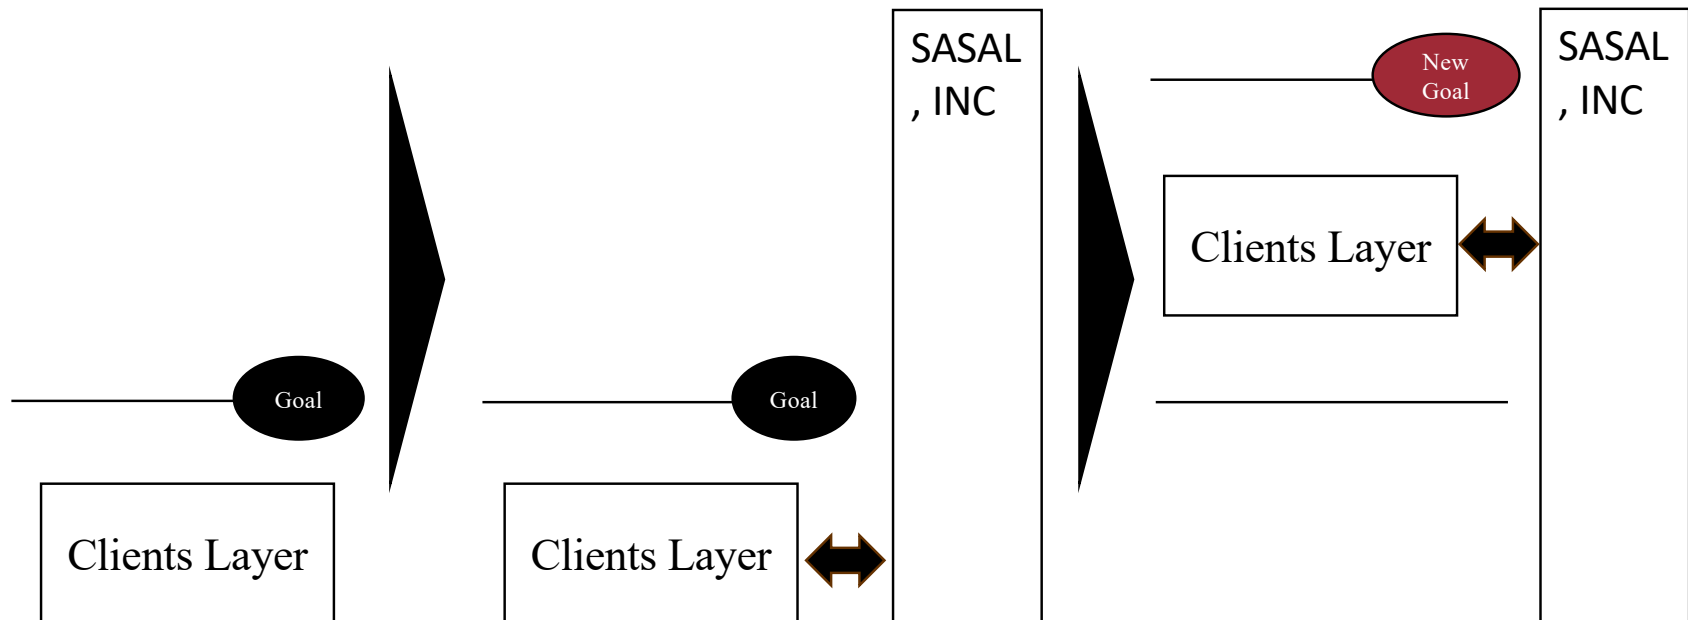 Goal
Clients Layer
Goal
Clients Layer
SASAL
, INC
New
Goal
Clients Layer
SASAL
, INC